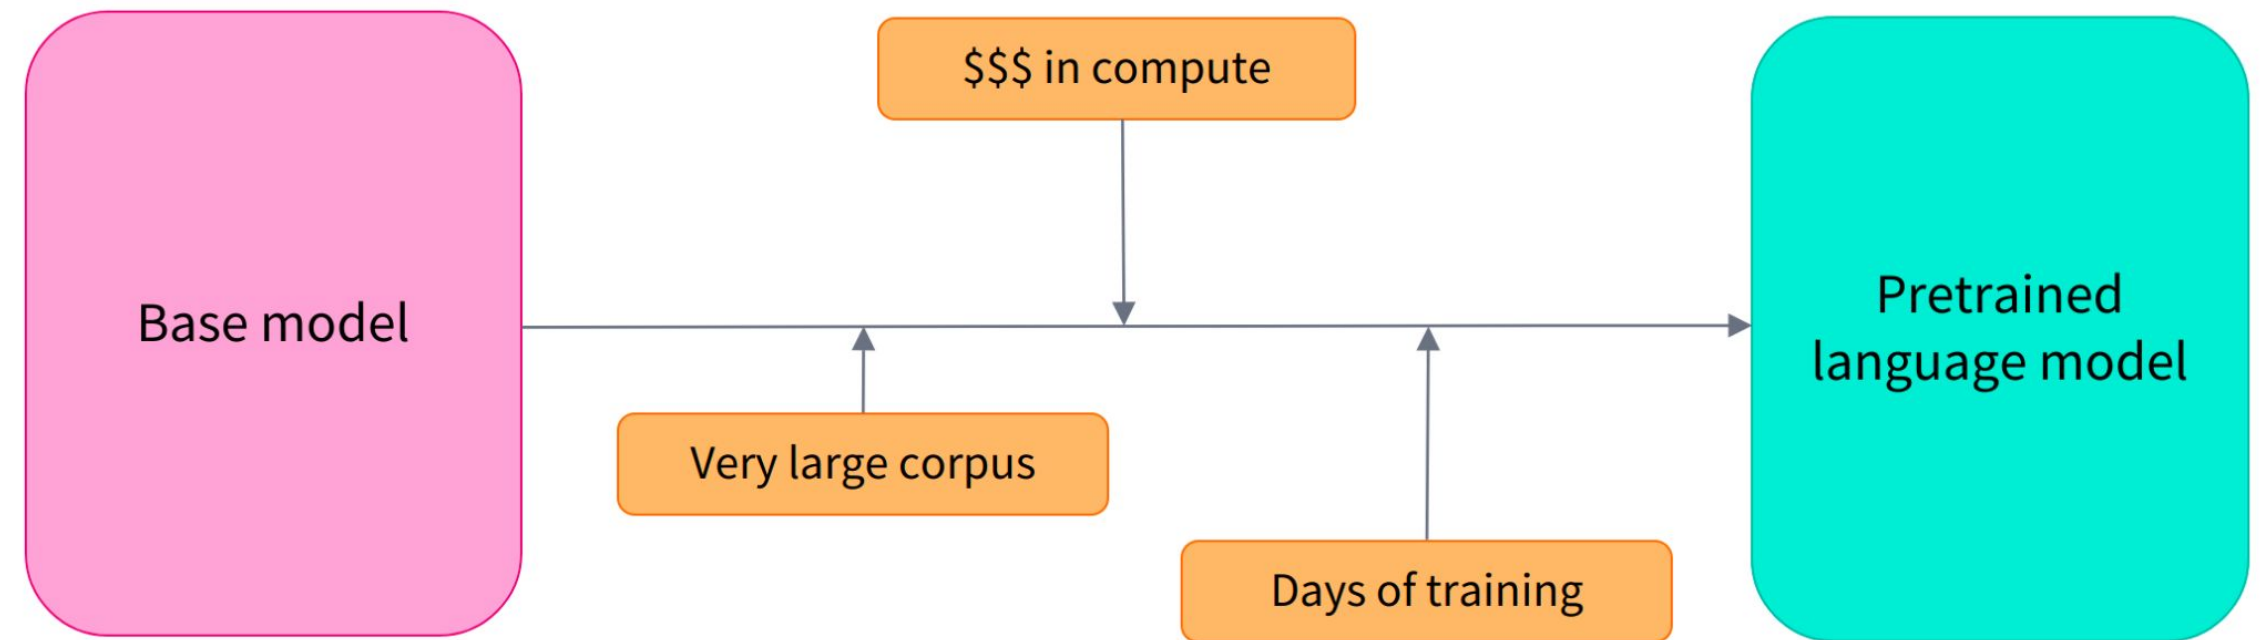 $$$ in compute
Base model
Pretrained
language model
Very large corpus
Days of training